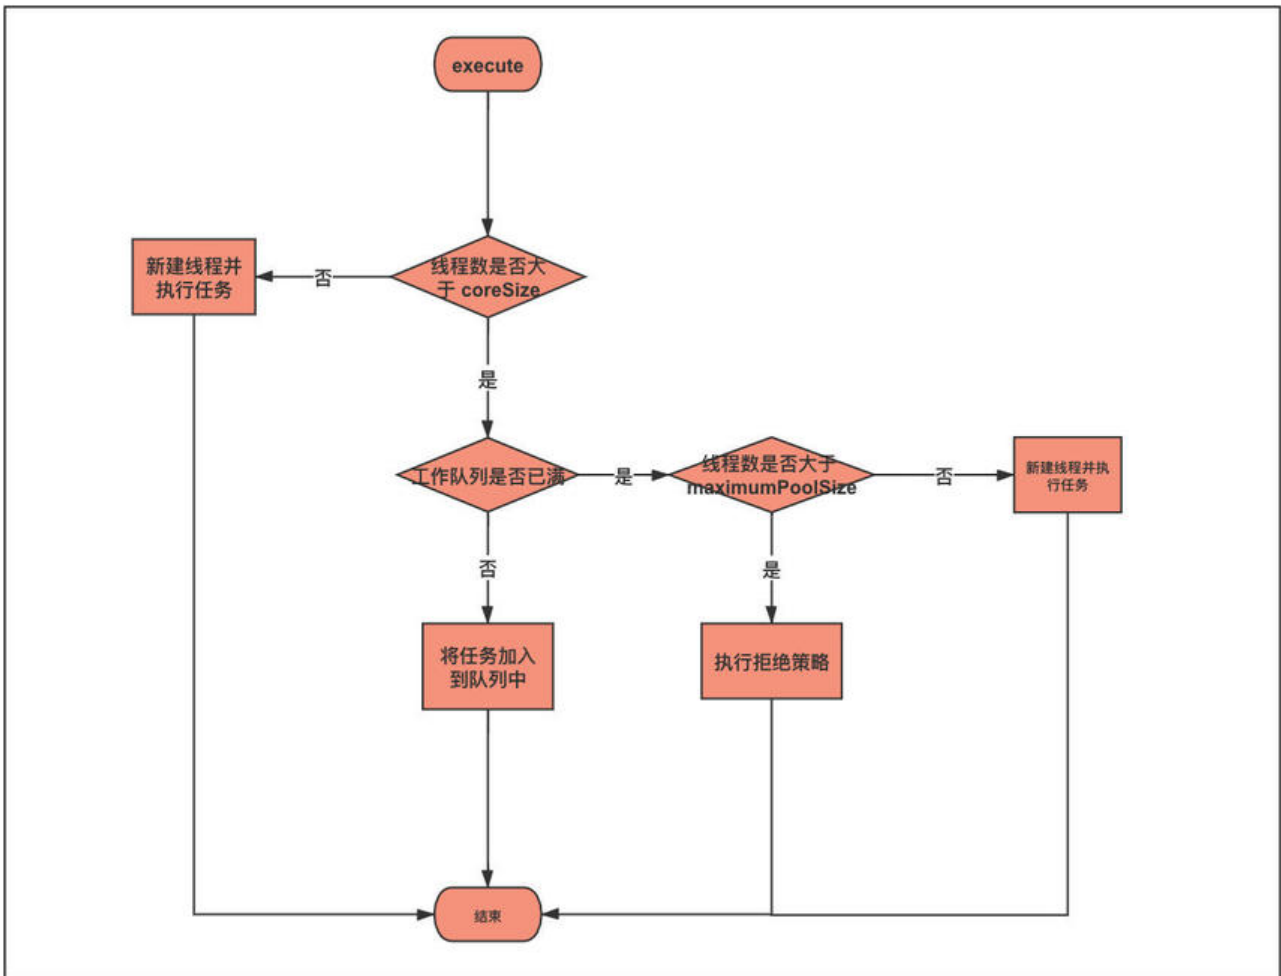 execute
线程数是否大
于 coreSize
否
新建线程并
执行任务
是
工作队列是否已满
是
线程数是否大于
maximumPoolSize
否
新建线程并执
行任务
否
是
将任务加入
到队列中
执行拒绝策略
结束